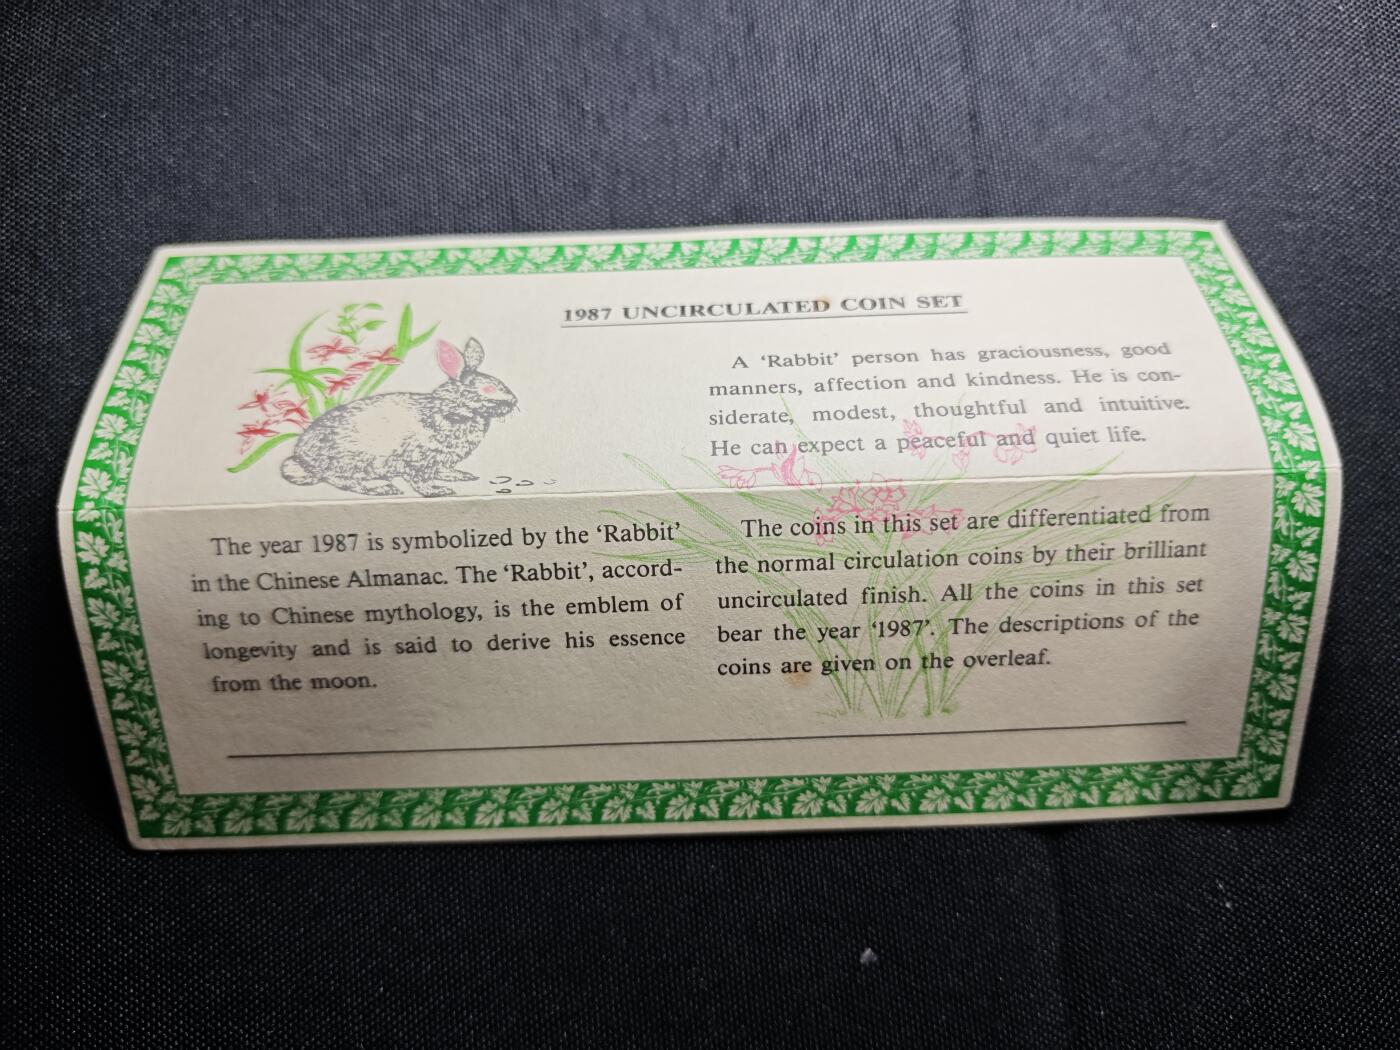 1987 UNCIRCULATED COIN SET
The year 1987 is symbolized by the ‘Rabbit’
in the Chinese Almanac. The ‘Rabbit’, accord-
ing to Chinese mythology, is the emblem of
longevity and is said to derive his essence
from the moon.
A ‘Rabbit’ person has graciousness, good
manners, affection and kindness. He is con-
siderate, modest, thoughtful and intuitive.
He can expect a peaceful and quiet life.
The coins in this set are differentiated from
the normal circulation coins by their brilliant
uncirculated finish. All the coins in this set
bear the year ‘1987’. The descriptions of the
coins are given on the overleaf.